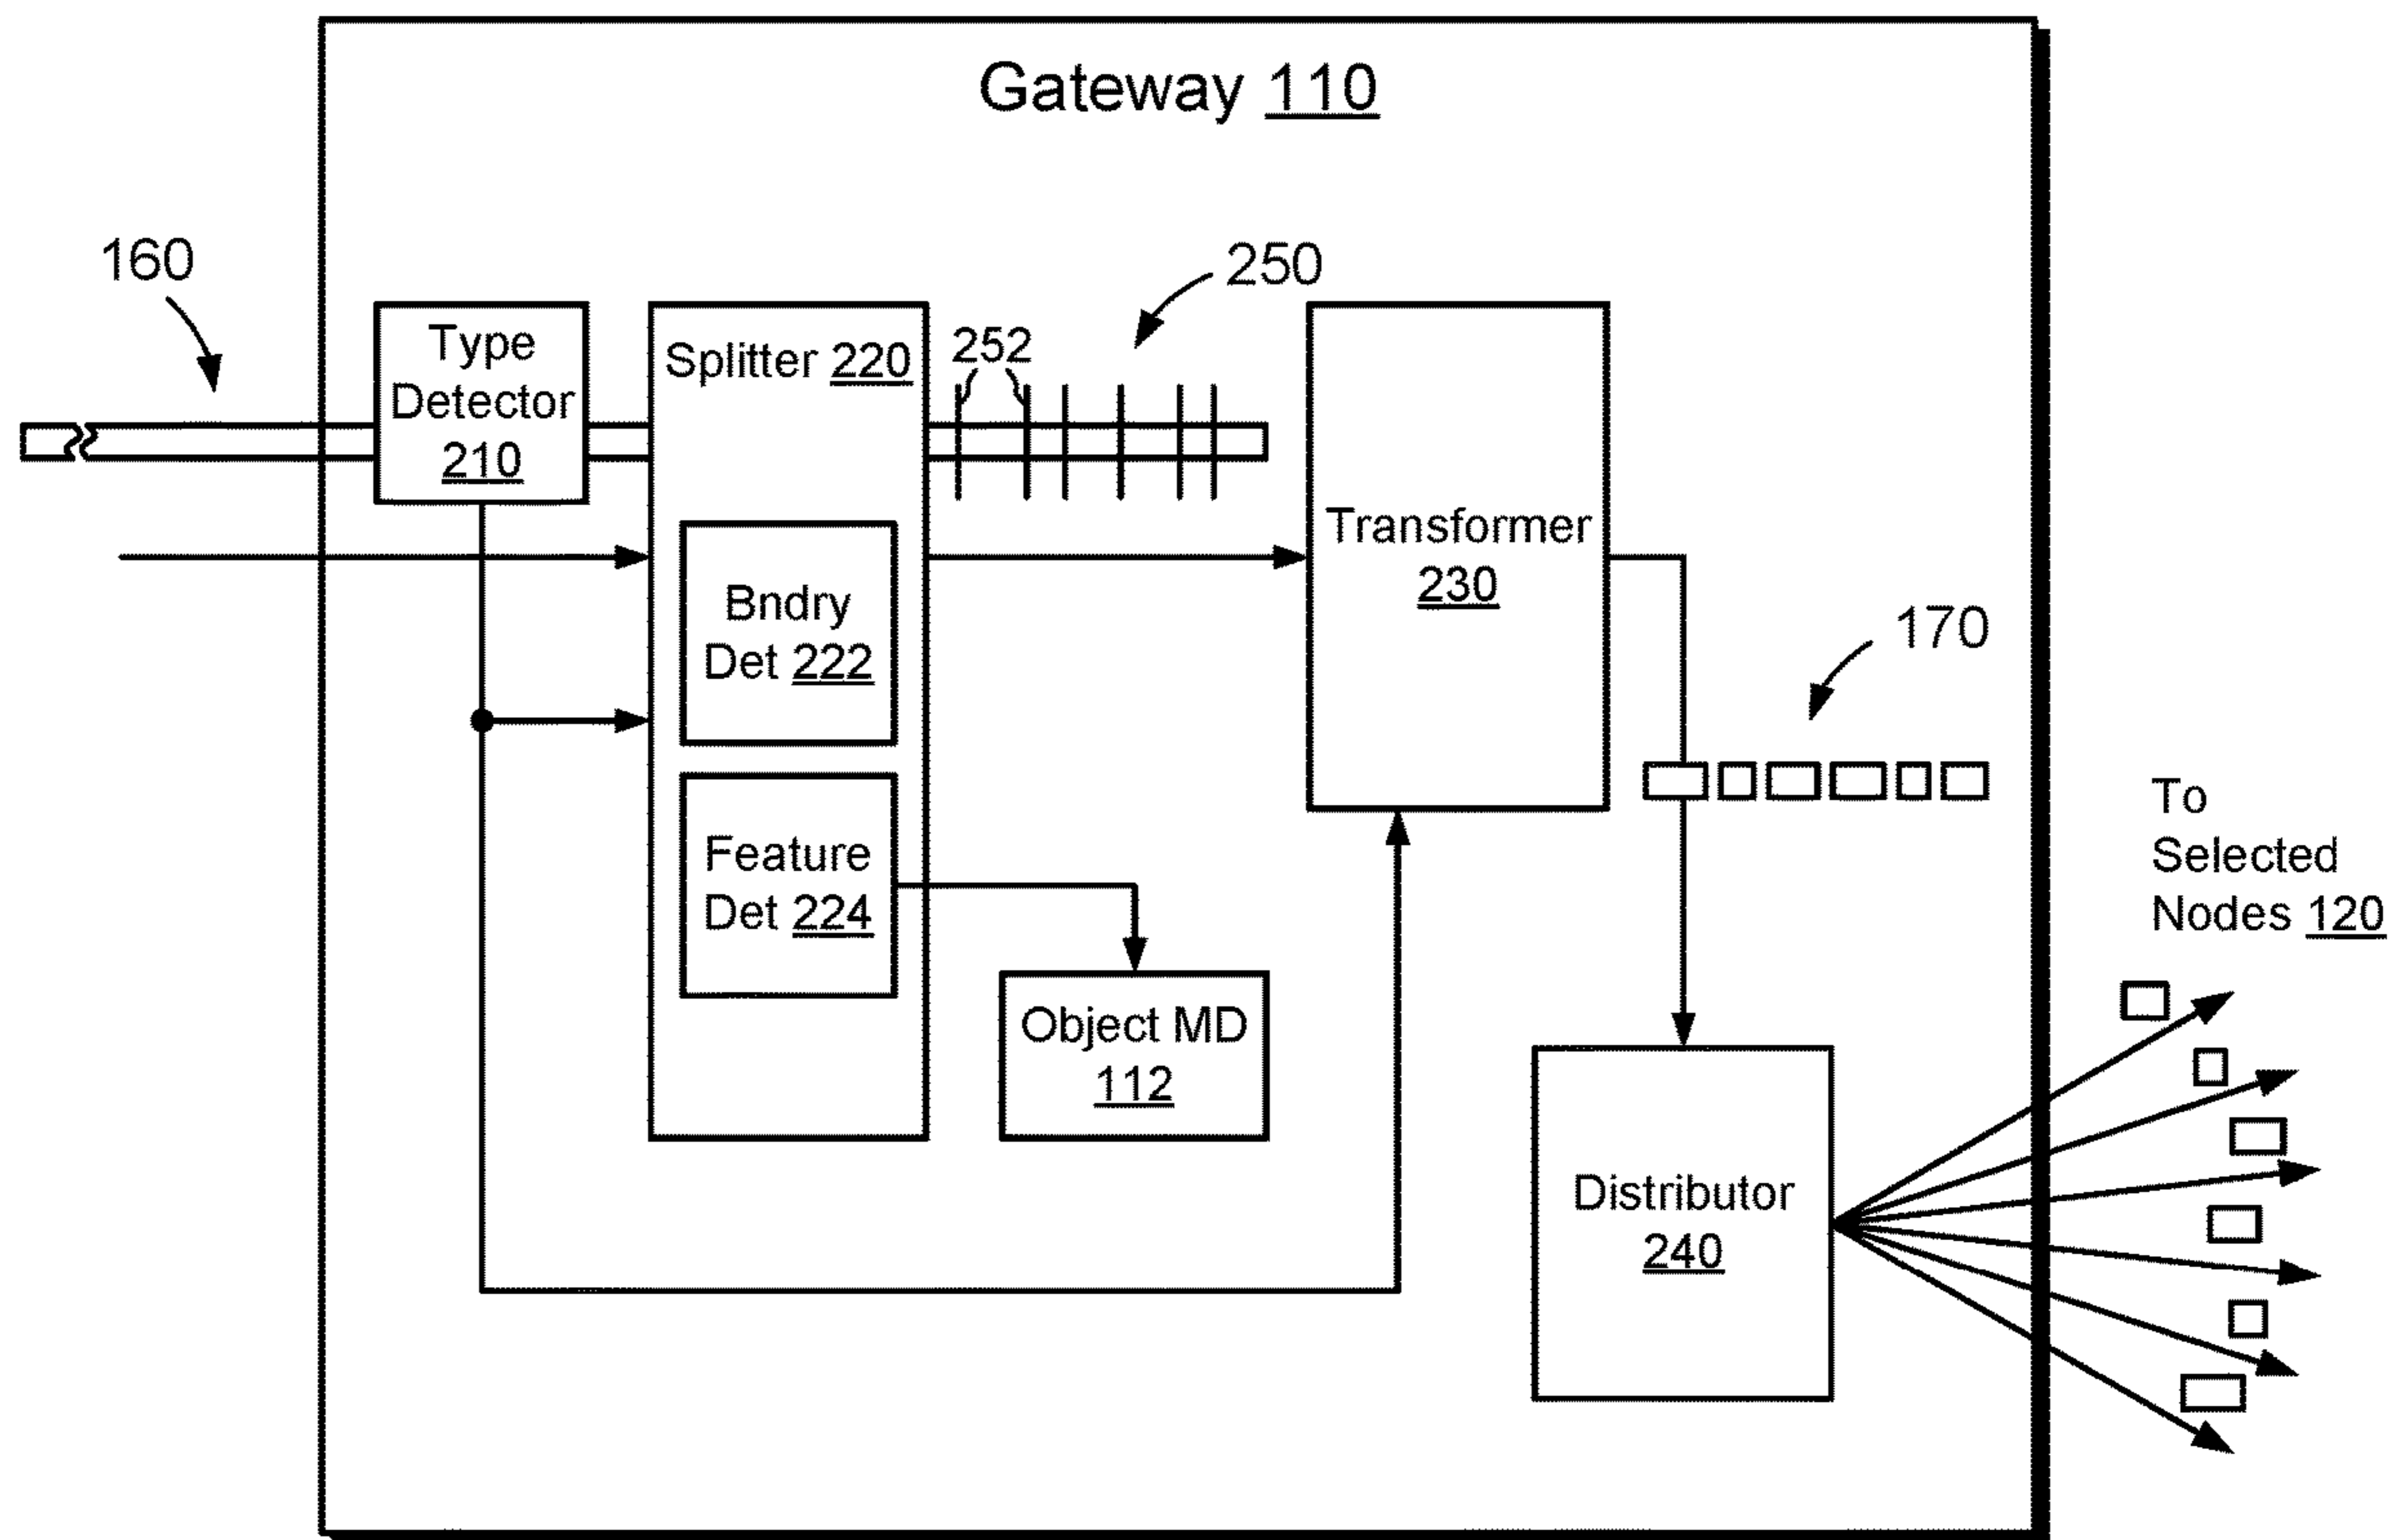 Gateway 110
160
250
Type
Detector
210
Splitter 220
252
Transformer
230
Bndry
Det 222
170
Feature
Det 224
To
Selected
Nodes 120
Object MD
112
Distributor
240